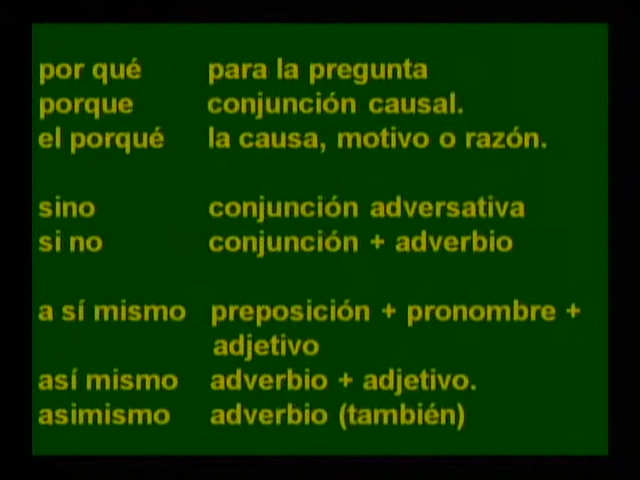 por qué para la pregunta
porque conjunción causal.
el porqué la causa, motivo o razón.
sino conjunción adversativa
si no conjunción + adverbio
a sí mismo preposición + pronombre +
adjetivo
así mismo adverbio + adjetivo.
asimismo adverbio (también)